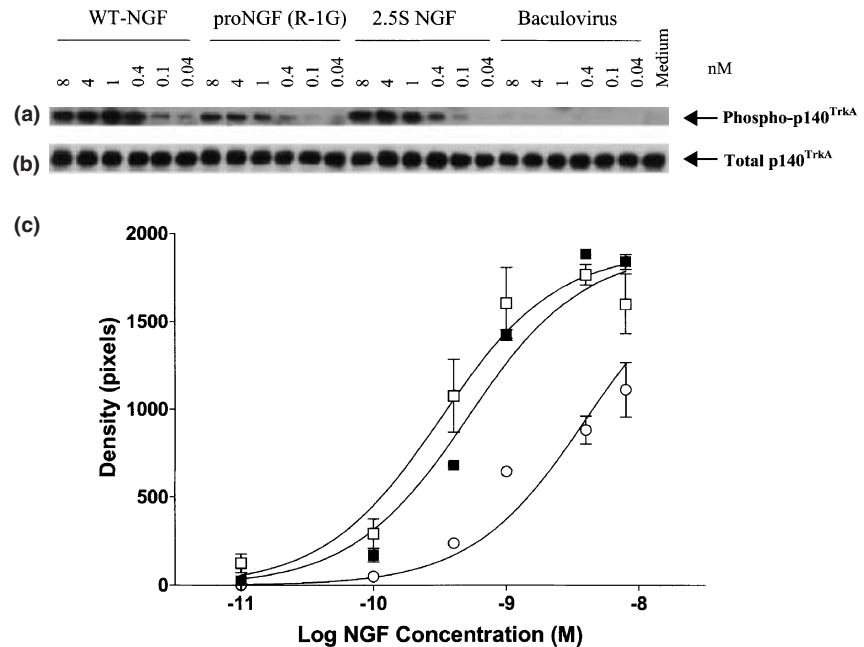 WT-NGF proNGF (R-1G) 2.5S NGF Baculovirus
8 4 1 0.4 0.1 0.04 8 4 1 0.4 0.1 0.04 8 4 1 0.4 0.1 0.04 8 4 1 0.4 0.1 0.04 Medium nM
(a) Phospho-p140TrkA
(b) Total p140TrkA
(c)
2000
1500
1000
500
0
Density (pixels)
-11 -10 -9 -8
Log NGF Concentration (M)